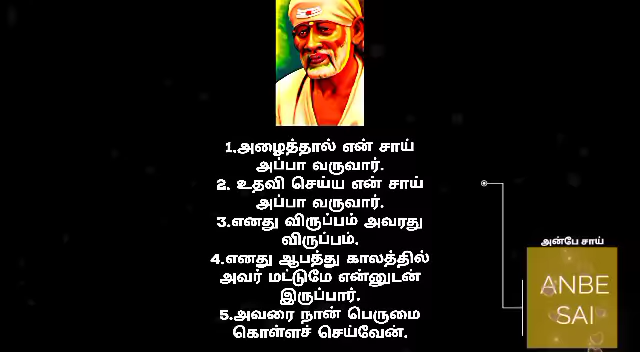 1.அழைத்தால் என் சாய்
அப்பா வருவார்.
2. உதவி செய்ய என் சாய்
அப்பா வருவார்.
3.எனது விருப்பம் அவரது
விருப்பம்.
4.எனது ஆபத்து காலத்தில்
அவர் மட்டுமே என்னுடன்
இருப்பார்.
5.அவரை நான் பெருமை
கொள்ளச் செய்வேன்.
அன்பே சாய்
ANBE
SAI